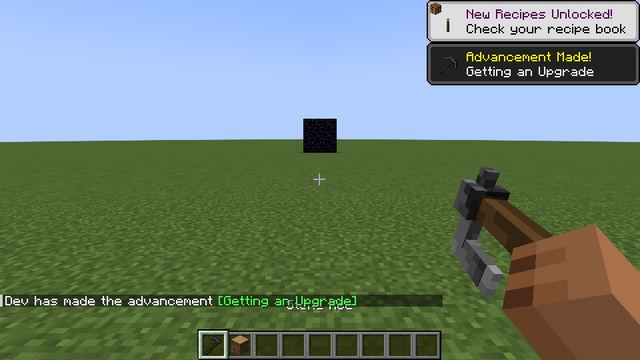 New Recipes Unlocked!
Check your recipe book
Advancement Made!
Getting an Upgrade
Dev has made the advancement [Getting an Upgrade]